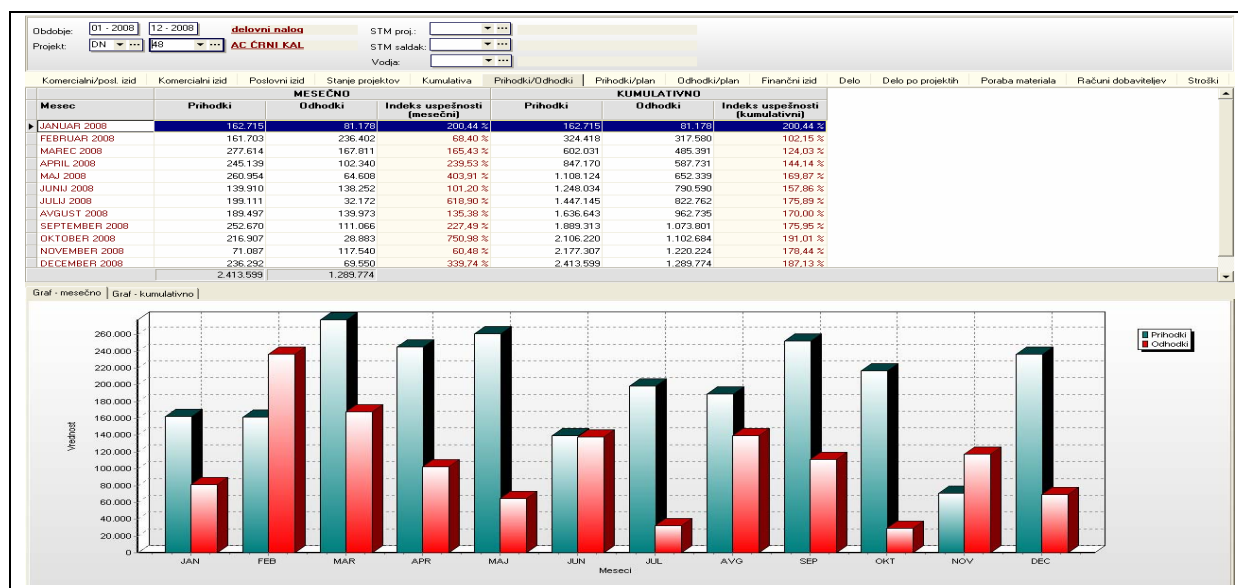 Obdobje: 01 - 2008 12 - 2008 delovni nalog STM proj.:
Projekt: DN 48 AC ČRNI KAL STM saldak:
Vodja:
Komercialni/posl. izid Komercialni izid Poslovni izid Stanje projektov Kumulativa Prihodki/Odhodki Prihodki/plan Odhodki/plan Finančni izid Delo Delo po projektih Poraba materiala Računi dobaviteljev Stroški
MESEČNO KUMULATIVNO
Mesec Prihodki Odhodki Indeks uspešnosti (mesečni) Prihodki Odhodki Indeks uspešnosti (kumulativni)
JANUAR 2008 162.715 81.178 200,44 % 162.715 81.178 200,44 %
FEBRUAR 2008 161.703 236.402 68,40 % 324.418 317.580 102,15 %
MAREC 2008 277.614 167.811 165,43 % 602.031 485.391 124,03 %
APRIL 2008 245.139 102.340 239,53 % 847.170 587.731 144,14 %
MAJ 2008 260.954 64.608 403,91 % 1.108.124 652.339 169,87 %
JUNIJ 2008 139.910 138.252 101,20 % 1.248.034 790.590 157,86 %
JULIJ 2008 199.111 32.172 618,90 % 1.447.145 822.762 175,89 %
AVGUST 2008 189.497 139.973 135,38 % 1.636.643 962.735 170,00 %
SEPTEMBER 2008 252.670 111.066 227,49 % 1.889.313 1.073.801 175,95 %
OKTOBER 2008 216.907 28.883 750,98 % 2.106.220 1.102.684 191,01 %
NOVEMBER 2008 71.087 117.540 60,48 % 2.177.307 1.220.224 178,44 %
DECEMBER 2008 236.292 69.550 339,74 % 2.413.599 1.289.774 187,13 %
2.413.599 1.289.774
Graf - mesečno Graf - kumulativno
260.000
240.000
220.000
200.000
180.000
160.000
140.000
120.000
100.000
80.000
60.000
40.000
20.000
0
Vrednost
JAN FEB MAR APR MAJ JUN JUL AVG SEP OKT NOV DEC
Meseci
Prihodki
Odhodki